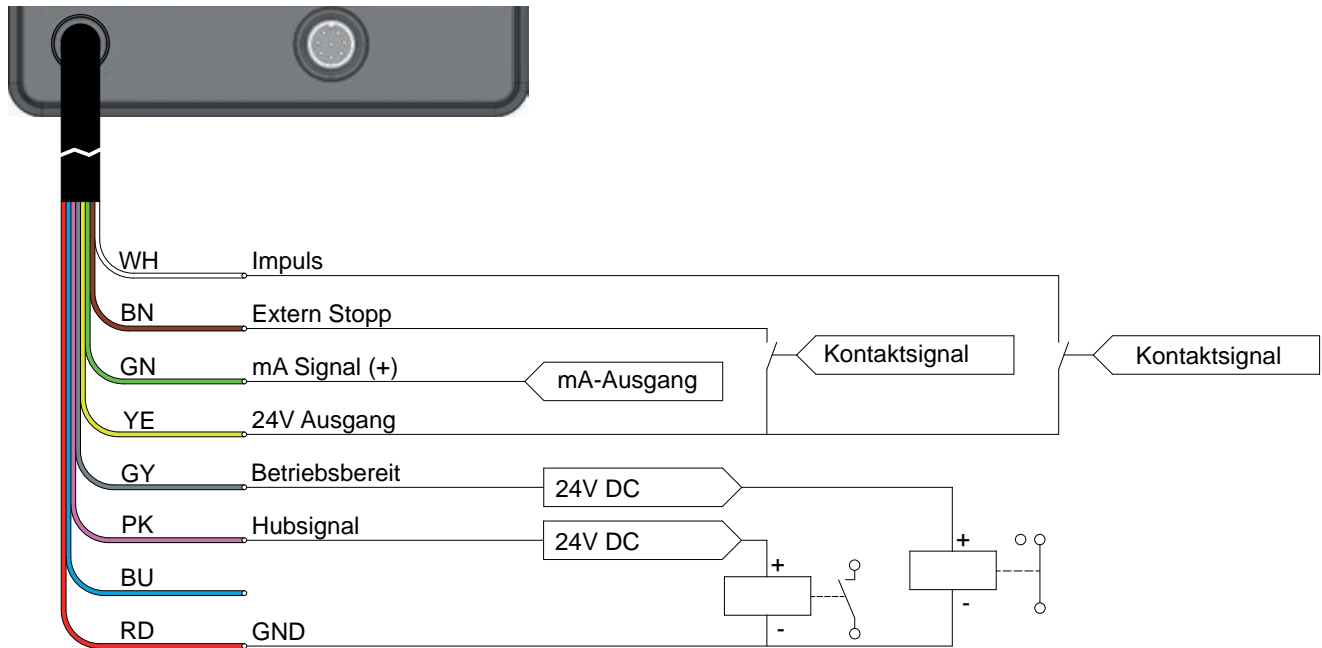 WH Impuls
BN Extern Stopp
Kontaktsignal
Kontaktsignal
GN mA Signal (+)
mA-Ausgang
YE 24V Ausgang
GY Betriebsbereit
24V DC
PK Hubsignal
24V DC
+
+
BU
-
-
RD GND